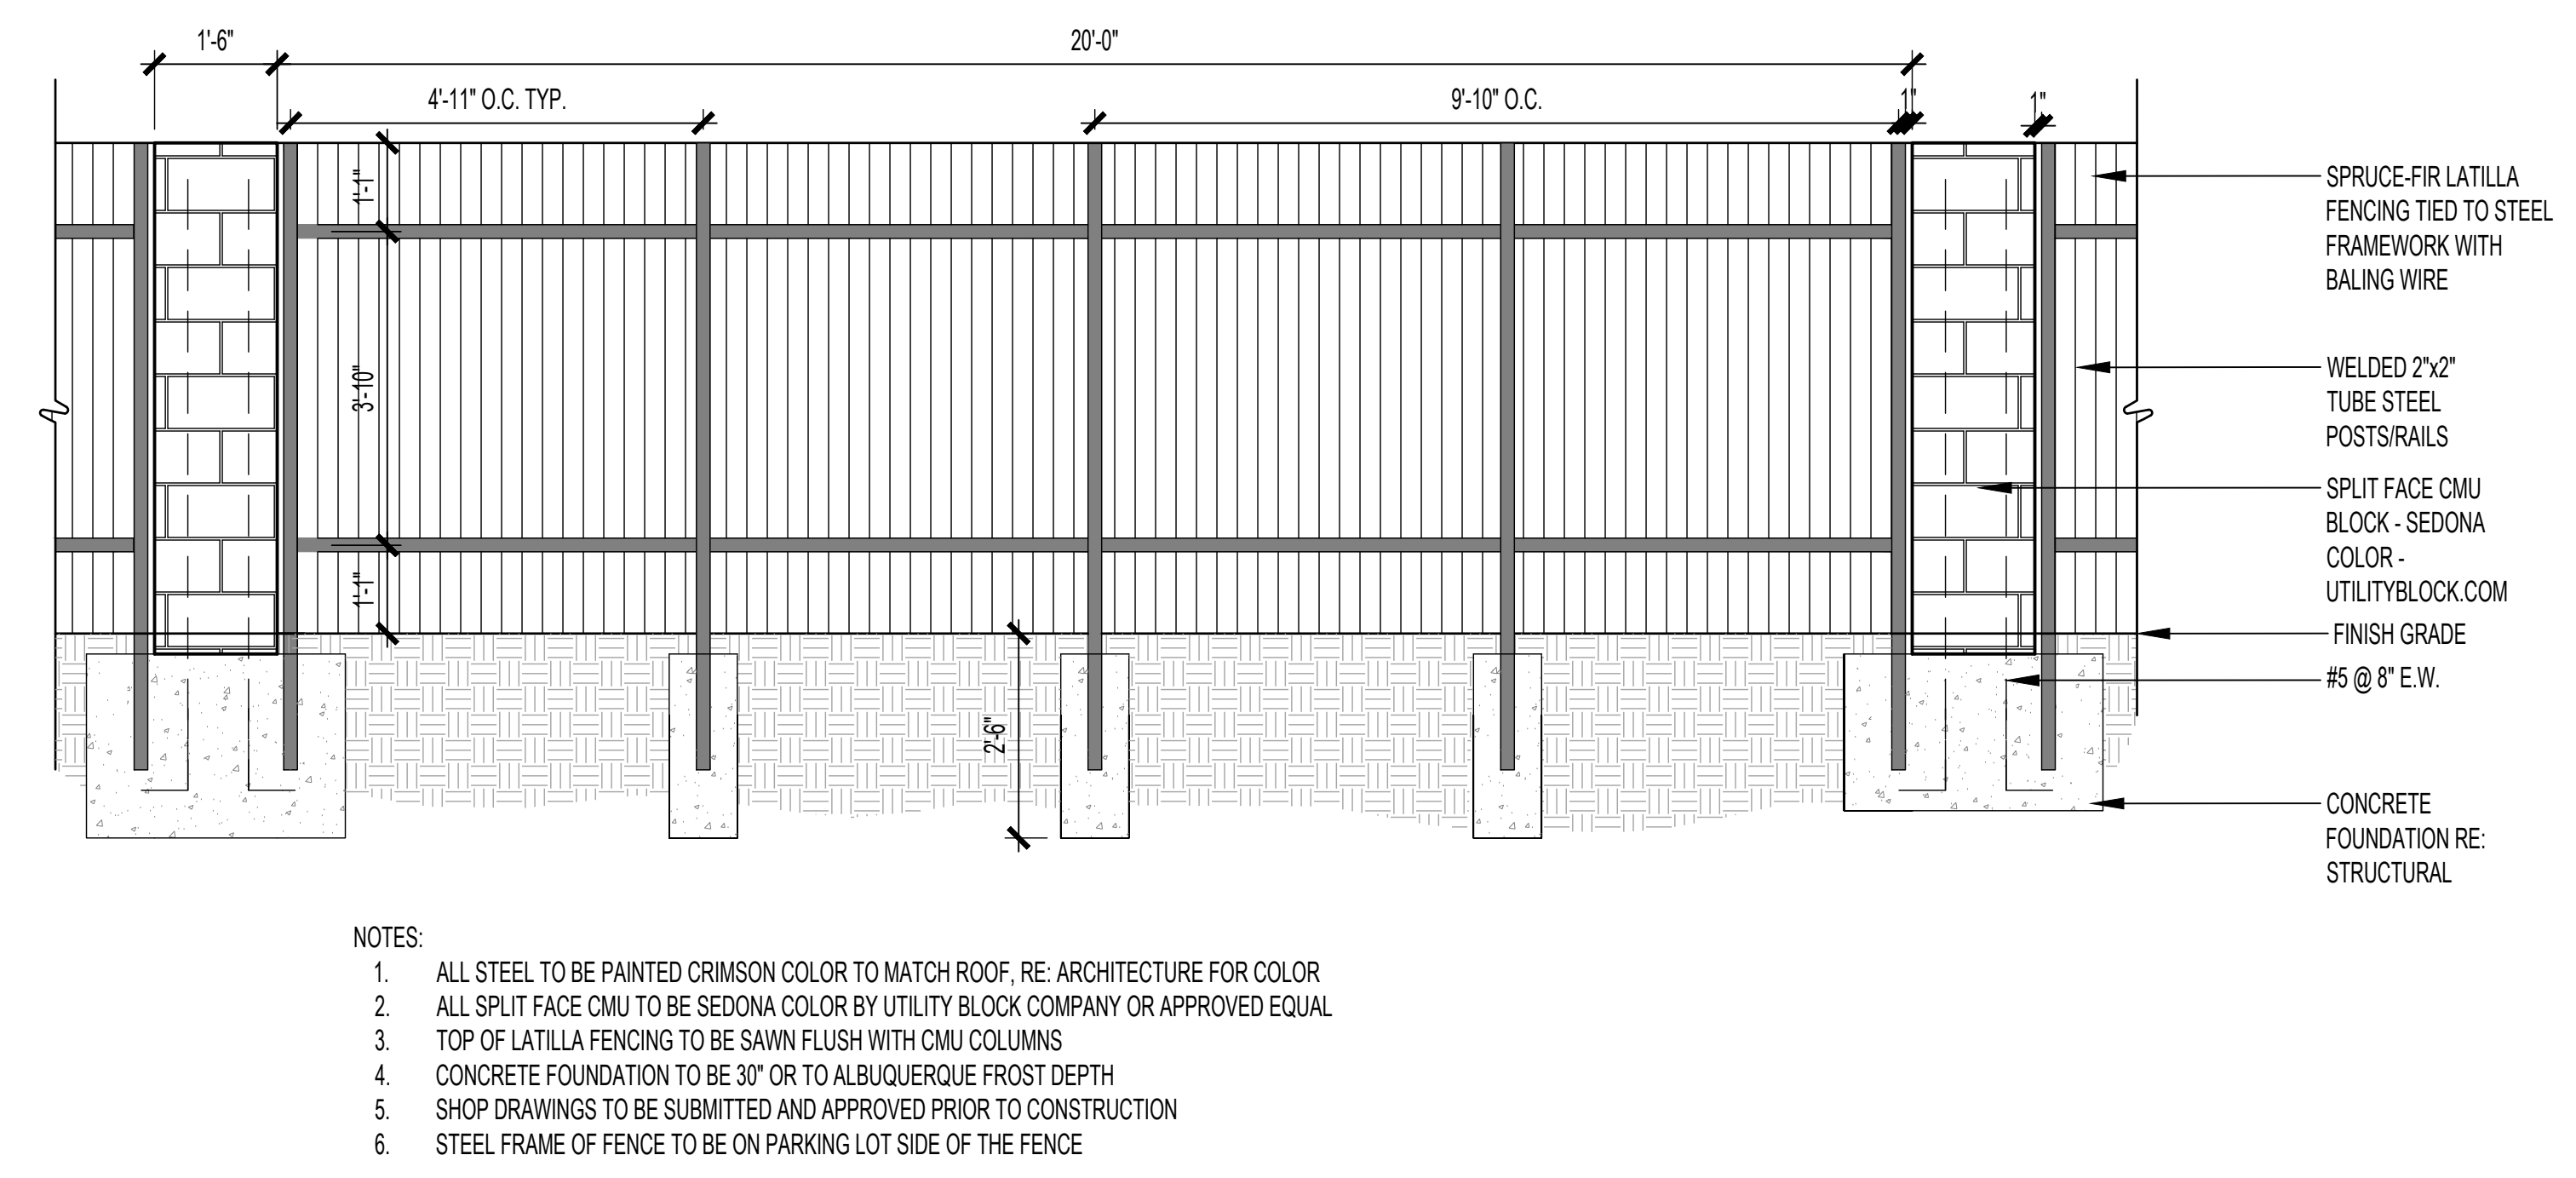 1'-6"
20'-0"
4'-11" O.C. TYP.
9'-10" O.C.
1"
1"
1'-1"
3'-10"
1'-1"
2'-6"
SPRUCE-FIR LATILLA
FENCING TIED TO STEEL
FRAMEWORK WITH
BALING WIRE
WELDED 2"x2"
TUBE STEEL
POSTS/RAILS
SPLIT FACE CMU
BLOCK - SEDONA
COLOR -
UTILITYBLOCK.COM
FINISH GRADE
#5 @ 8" E.W.
CONCRETE
FOUNDATION RE:
STRUCTURAL
NOTES:
1. ALL STEEL TO BE PAINTED CRIMSON COLOR TO MATCH ROOF, RE: ARCHITECTURE FOR COLOR
2. ALL SPLIT FACE CMU TO BE SEDONA COLOR BY UTILITY BLOCK COMPANY OR APPROVED EQUAL
3. TOP OF LATILLA FENCING TO BE SAWN FLUSH WITH CMU COLUMNS
4. CONCRETE FOUNDATION TO BE 30" OR TO ALBUQUERQUE FROST DEPTH
5. SHOP DRAWINGS TO BE SUBMITTED AND APPROVED PRIOR TO CONSTRUCTION
6. STEEL FRAME OF FENCE TO BE ON PARKING LOT SIDE OF THE FENCE